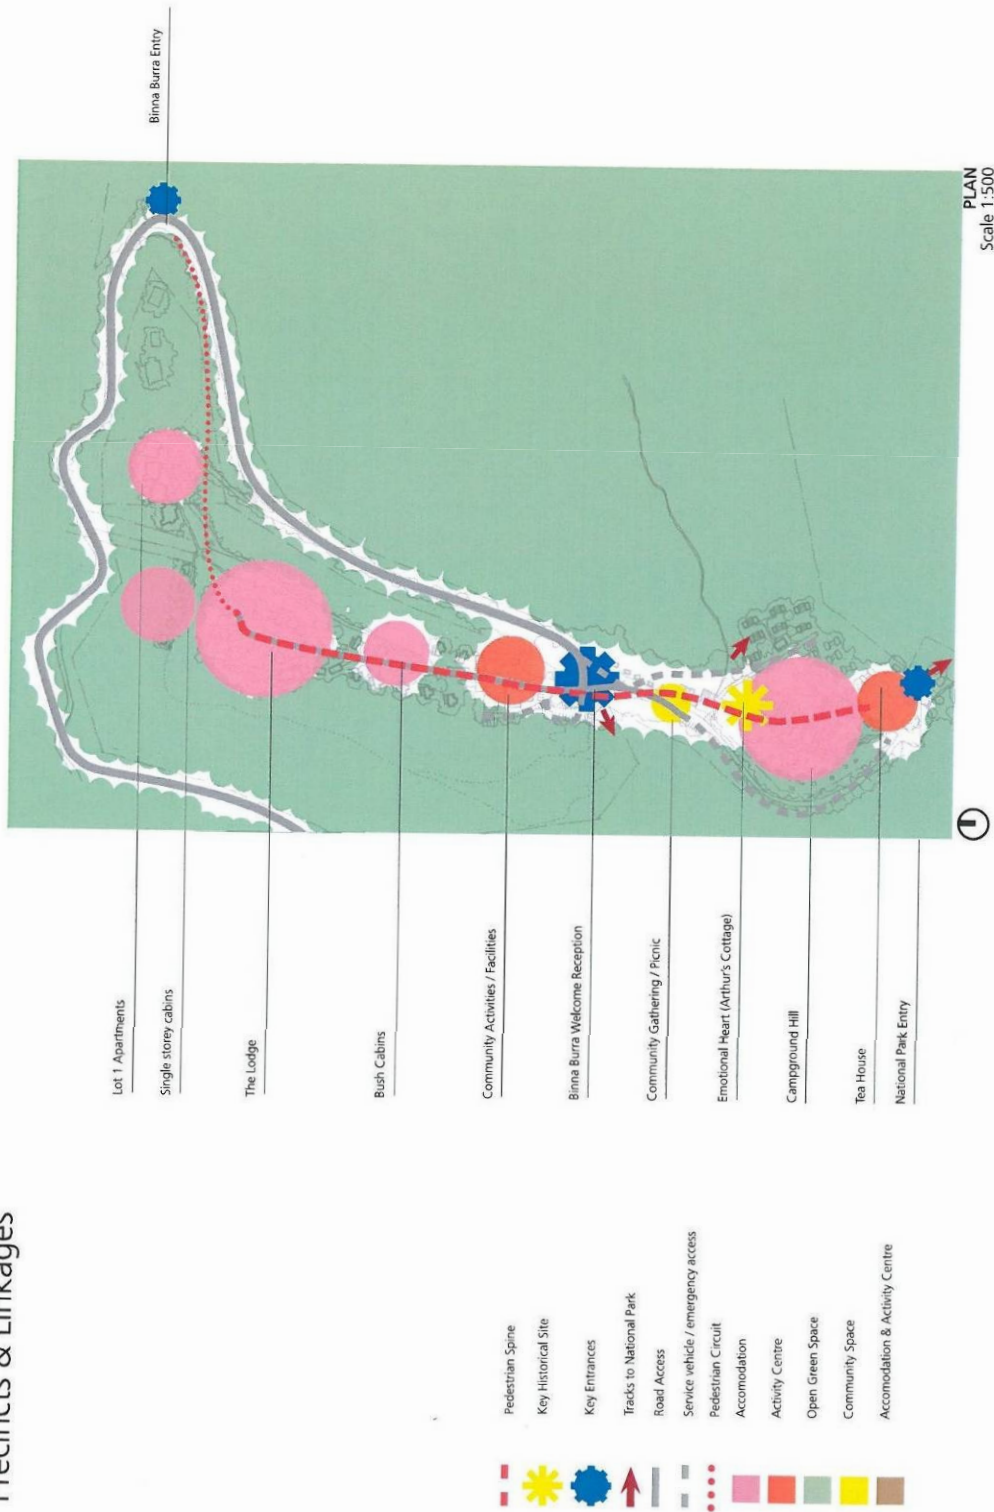 Precincts & Linkages
Binna Burra Entry
PLAN
Scale 1:500
Lot 1 Apartments
Single storey cabins
The Lodge
Bush Cabins
Community Activities / Facilities
Binna Burra Welcome Reception
Community Gathering / Picnic
Emotional Heart (Arthur's Cottage)
Campground Hill
Tea House
National Park Entry
Pedestrian Spine
Key Historical Site
Key Entrances
Tracks to National Park
Road Access
Service vehicle / emergency access
Pedestrian Circuit
Accomodation
Activity Centre
Open Green Space
Community Space
Accomodation & Activity Centre